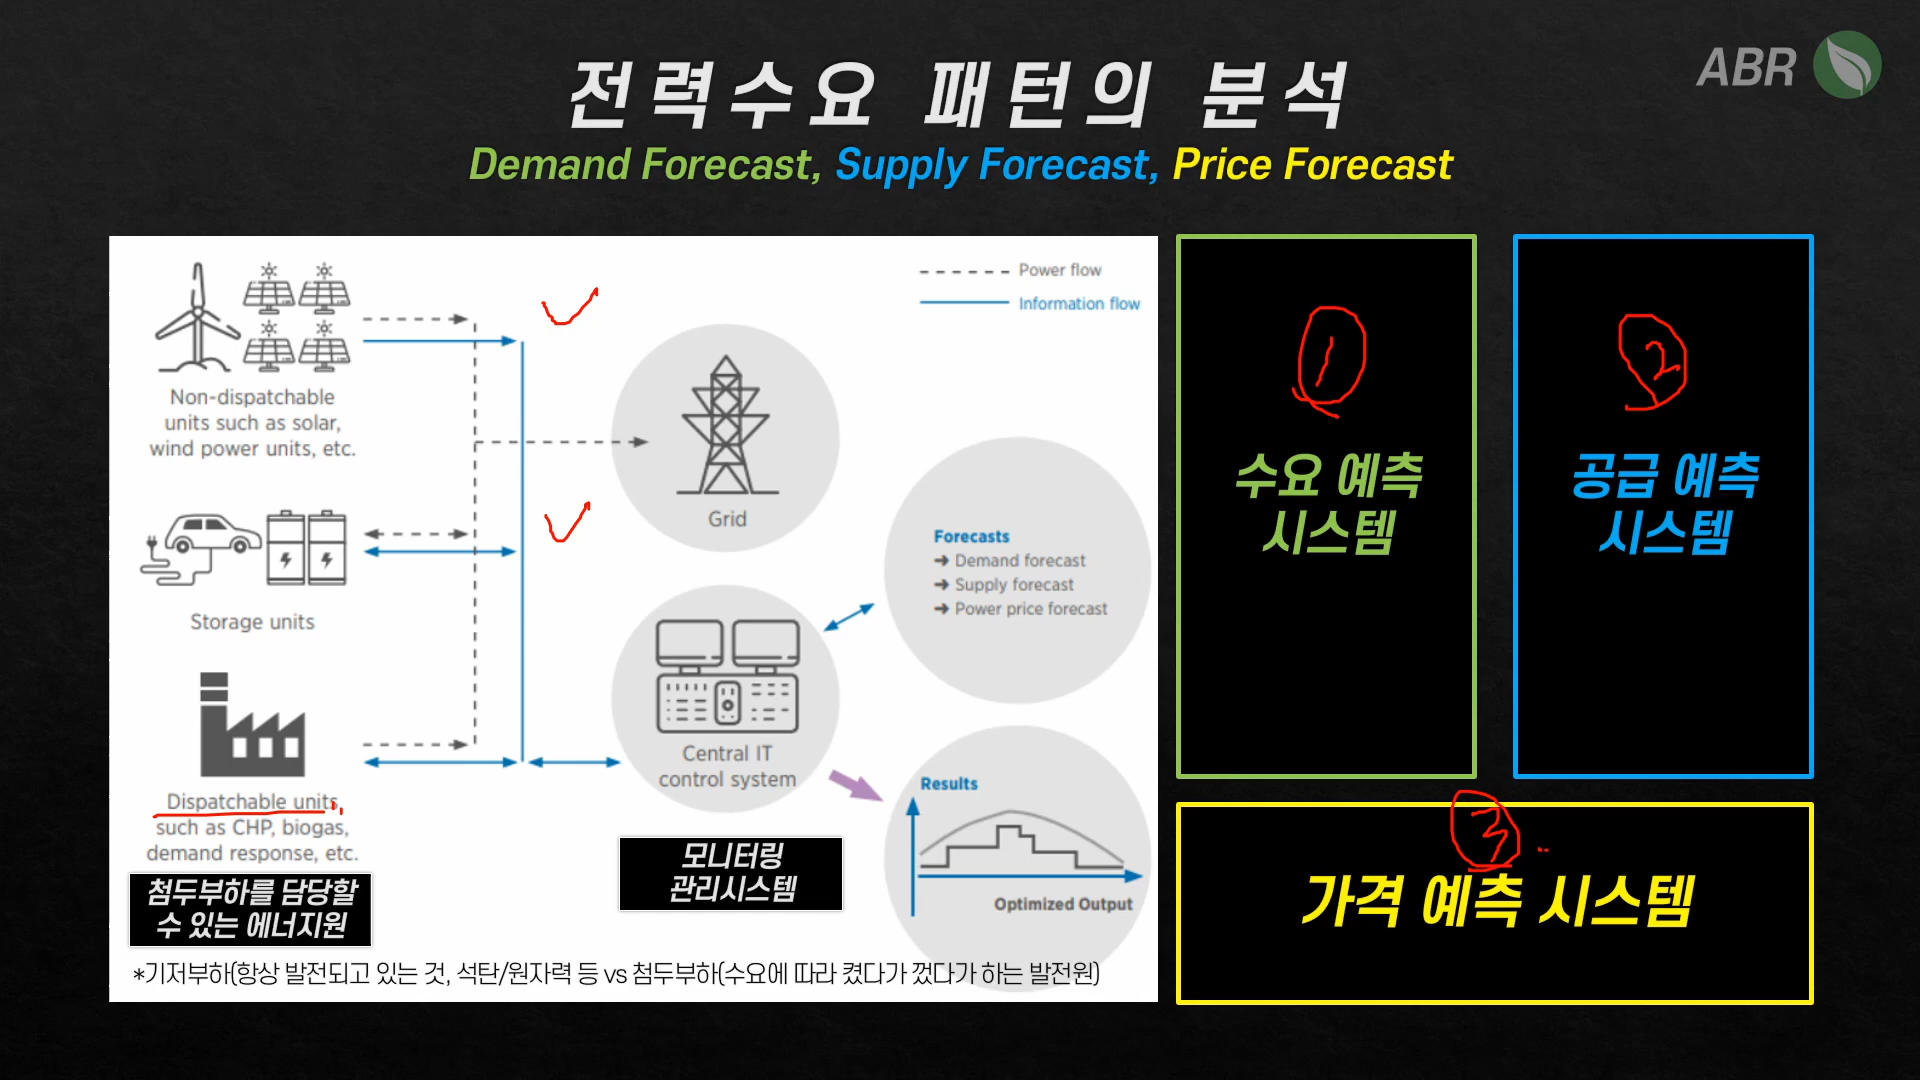 전력수요 패턴의 분석
Demand Forecast, Supply Forecast, Price Forecast
ABR
Power flow
Information flow
Non-dispatchable
units such as solar,
wind power units, etc.
Grid
Storage units
Forecasts
➔ Demand forecast
➔ Supply forecast
➔ Power price forecast
Central IT
control system
Dispatchable units,
such as CHP, biogas,
demand response, etc.
Results
Optimized Output
첨두부하를 담당할
수 있는 에너지원
모니터링
관리시스템
*기저부하(항상 발전되고 있는 것, 석탄/원자력 등 vs 첨두부하(수요에 따라 켰다가 껐다가 하는 발전원)
1
수요 예측
시스템
2
공급 예측
시스템
3
가격 예측 시스템